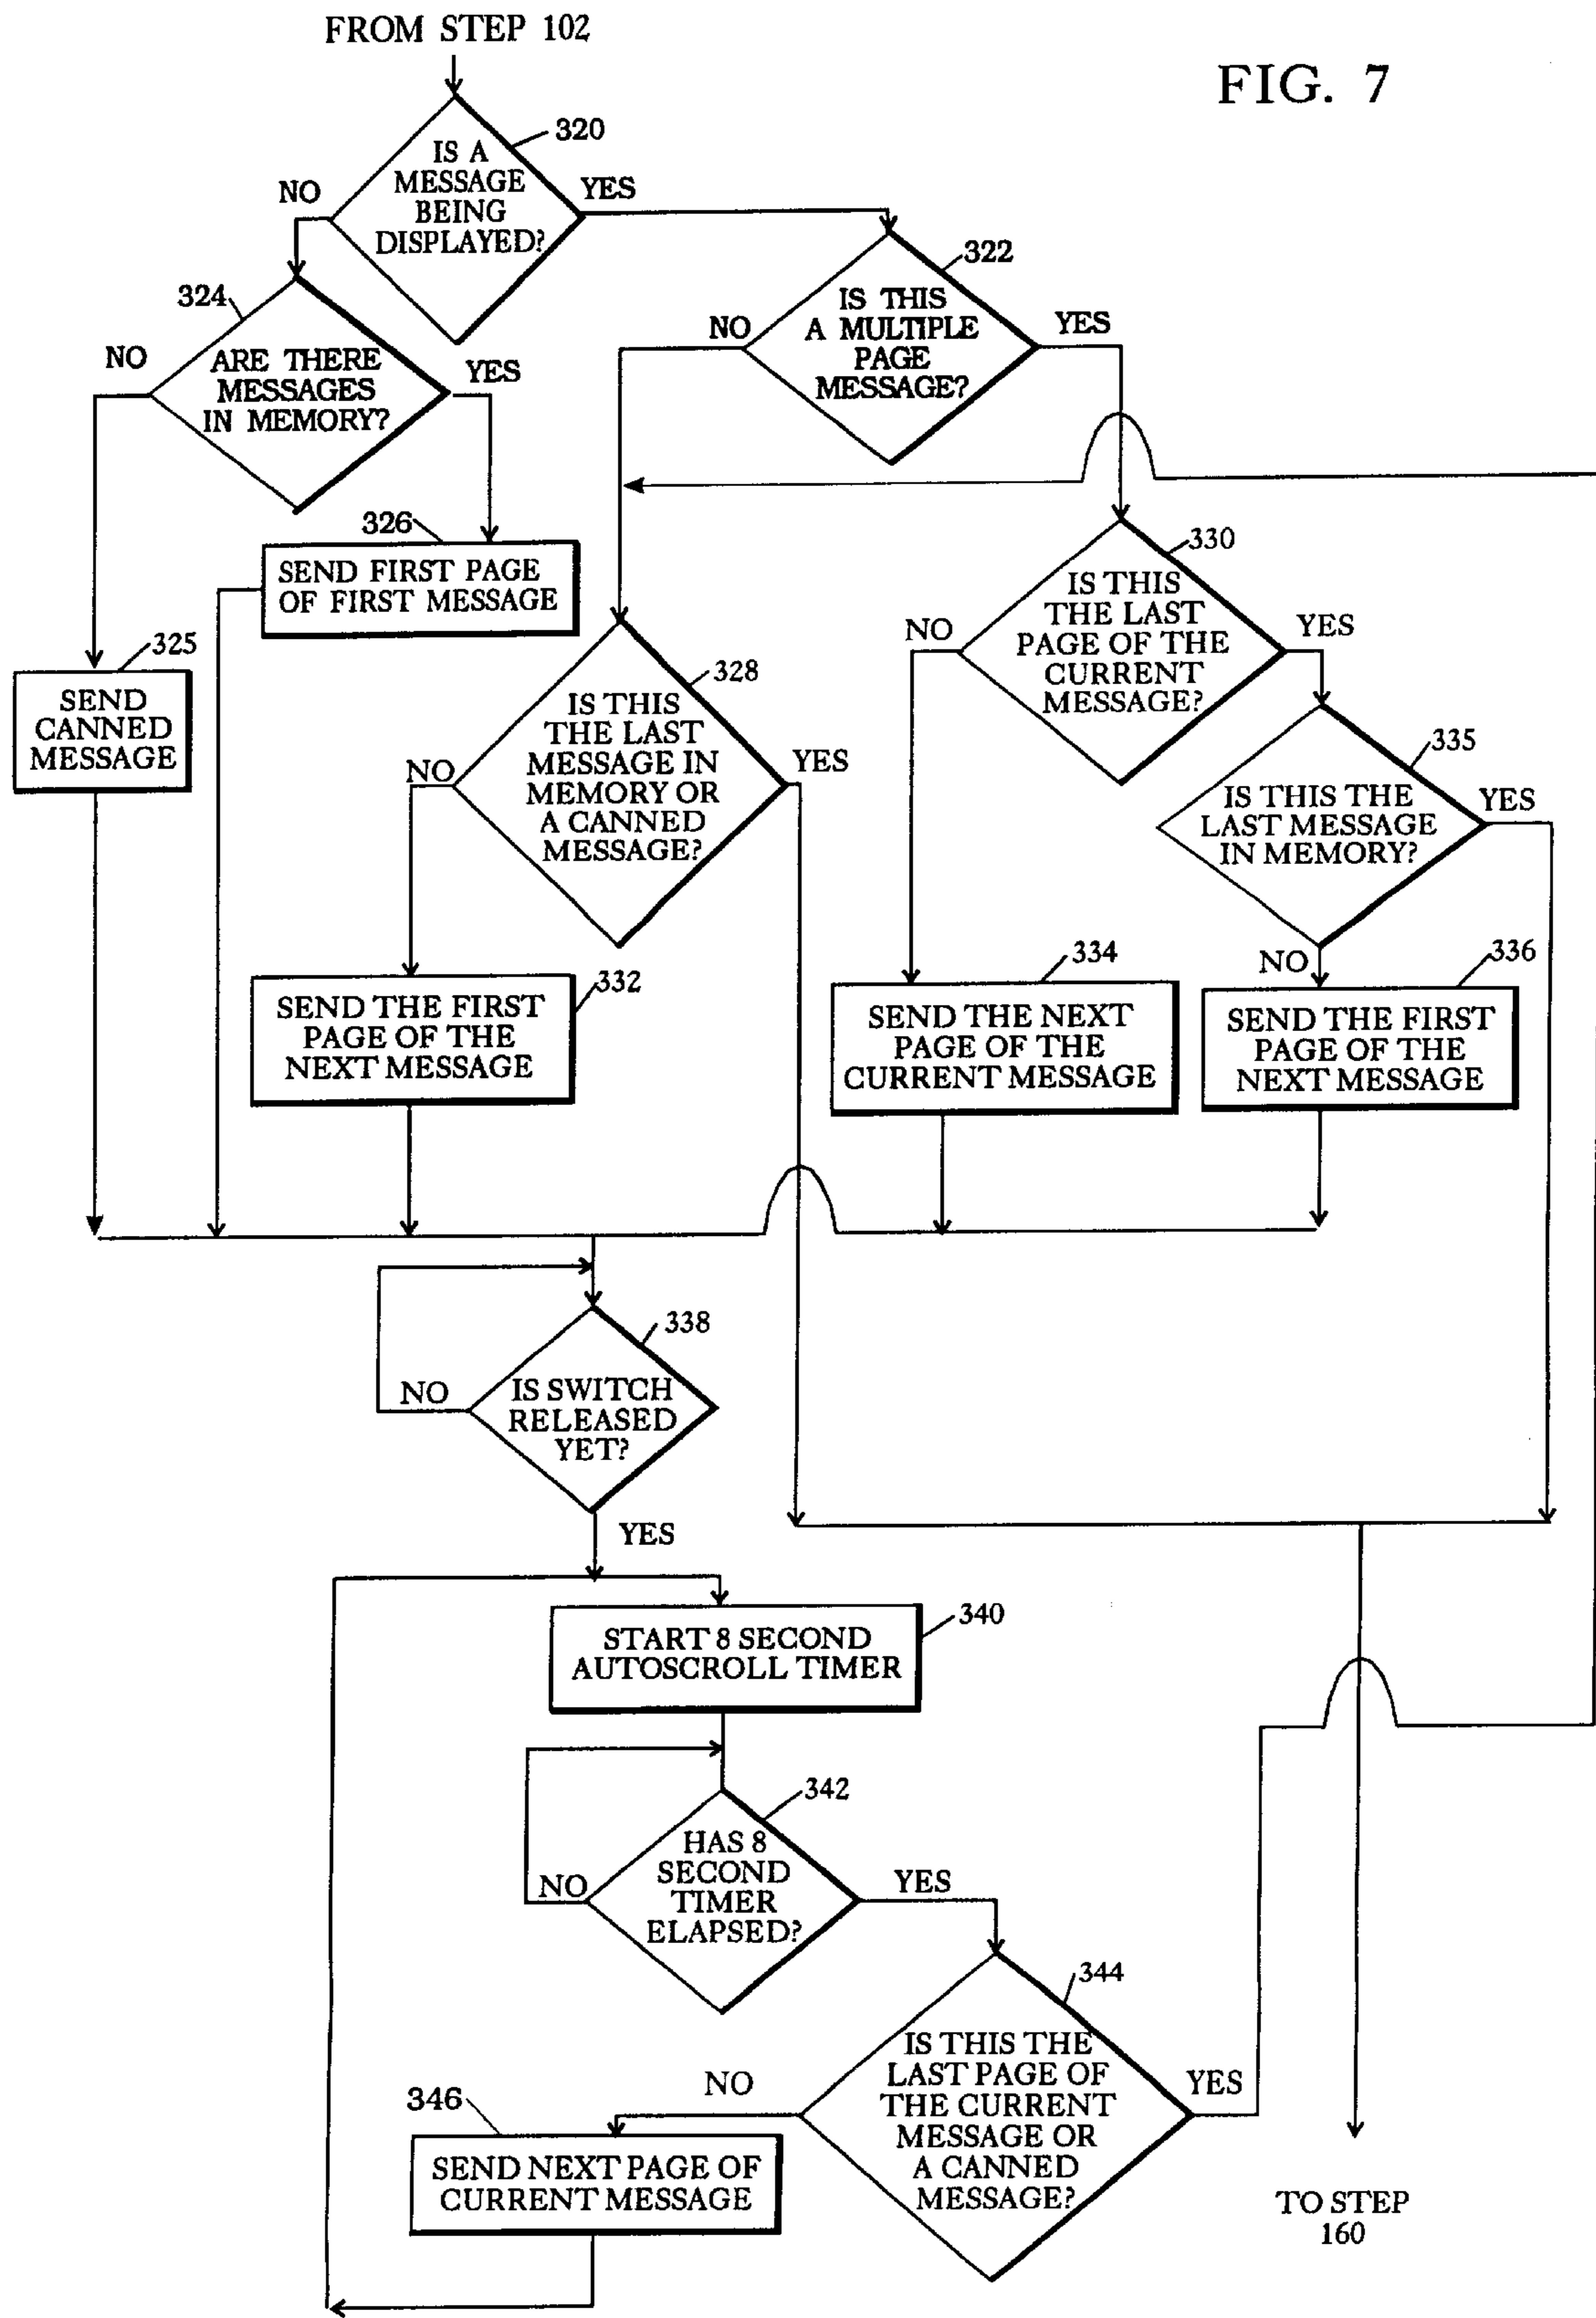 FROM STEP 102
FIG. 7
320
IS A
MESSAGE
BEING
DISPLAYED?
NO
YES
322
IS THIS
A MULTIPLE
PAGE
MESSAGE?
NO
YES
324
ARE THERE
MESSAGES
IN MEMORY?
NO
YES
326
SEND FIRST PAGE
OF FIRST MESSAGE
325
SEND
CANNED
MESSAGE
330
IS THIS
THE LAST
PAGE OF THE
CURRENT
MESSAGE?
NO
YES
328
IS THIS
THE LAST
MESSAGE IN
MEMORY OR
A CANNED
MESSAGE?
NO
YES
335
IS THIS THE
LAST MESSAGE
IN MEMORY?
YES
NO
332
SEND THE FIRST
PAGE OF THE
NEXT MESSAGE
334
SEND THE NEXT
PAGE OF THE
CURRENT MESSAGE
336
SEND THE FIRST
PAGE OF THE
NEXT MESSAGE
338
IS SWITCH
RELEASED
YET?
NO
YES
340
START 8 SECOND
AUTOSCROLL TIMER
342
HAS 8
SECOND
TIMER
ELAPSED?
NO
YES
344
IS THIS THE
LAST PAGE OF
THE CURRENT
MESSAGE OR
A CANNED
MESSAGE?
NO
YES
346
SEND NEXT PAGE OF
CURRENT MESSAGE
TO STEP
160